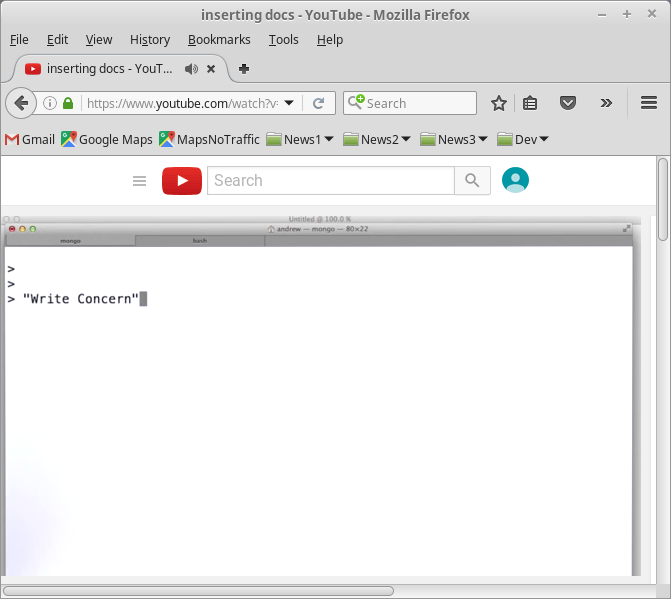 inserting docs - YouTube - Mozilla Firefox
File Edit View History Bookmarks Tools Help
inserting docs - YouT...
https://www.youtube.com/watch?v= Search
Gmail Google Maps MapsNoTraffic News1 News2 News3 Dev
Search
Untitled @ 100.0 %
andrew — mongo — 80×22
mongo bash
>
>
> "Write Concern"